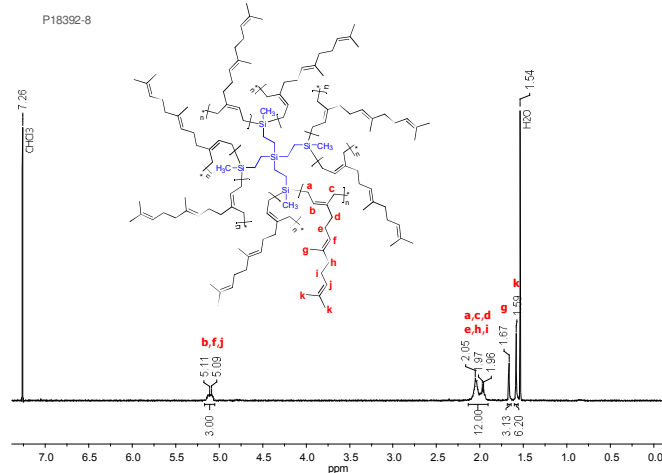 P18392-8
7.26
CHCl3
1.54
H2O
k
1.59
g
1.67
a,c,d
e,h,i
2.05
1.97
1.96
b,f,j
5.11
5.09
CH3
Si
n
*
Si
CH3
H3C
Si
Si
Si
CH3
a
b
c
d
e
f
g
h
i
j
k
k
n
*
3.00
12.00
3.13
6.20
7.0
6.5
6.0
5.5
5.0
4.5
4.0
3.5
3.0
2.5
2.0
1.5
1.0
0.5
0.0
ppm